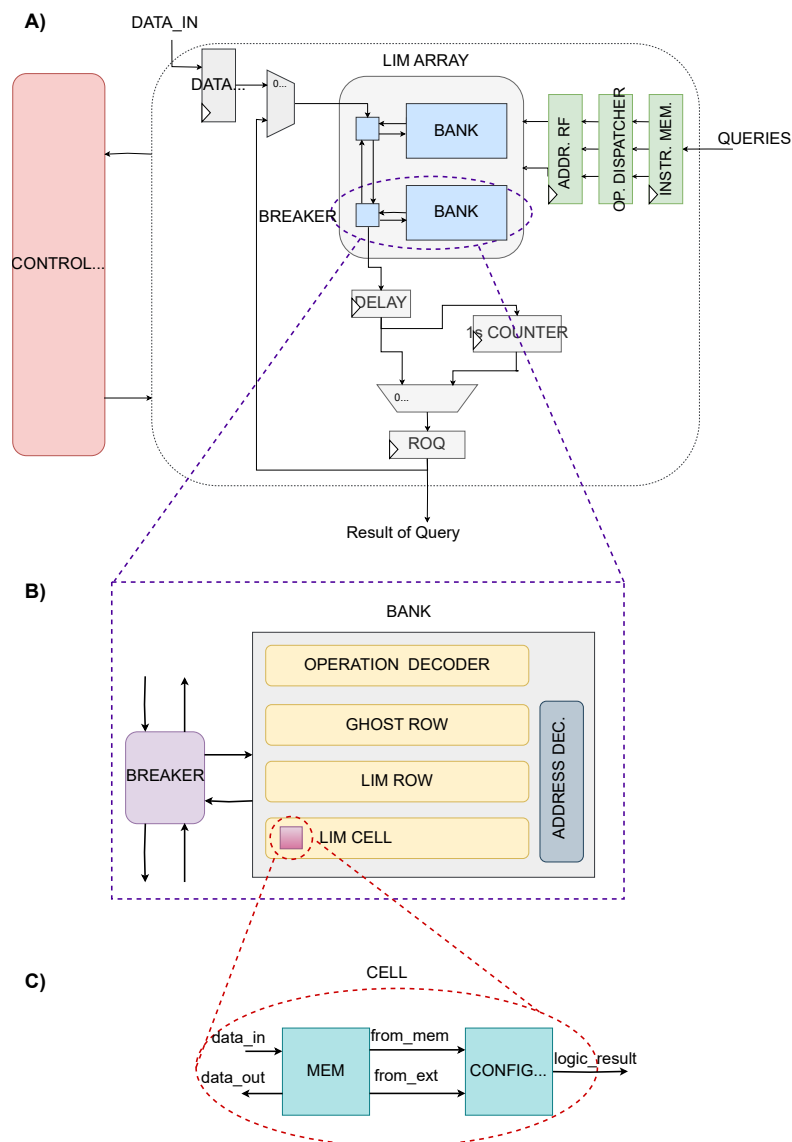 A)
DATA_IN
LIM ARRAY
DATA...
0...
BANK
ADDR. RF
OP. DISPATCHER
INSTR. MEM.
QUERIES
BREAKER
BANK
CONTROL...
DELAY
1s COUNTER
0...
ROQ
Result of Query
B)
BANK
OPERATION DECODER
GHOST ROW
BREAKER
LIM ROW
ADDRESS DEC.
LIM CELL
C)
CELL
data_in
from_mem
MEM
CONFIG...
logic_result
data_out
from_ext